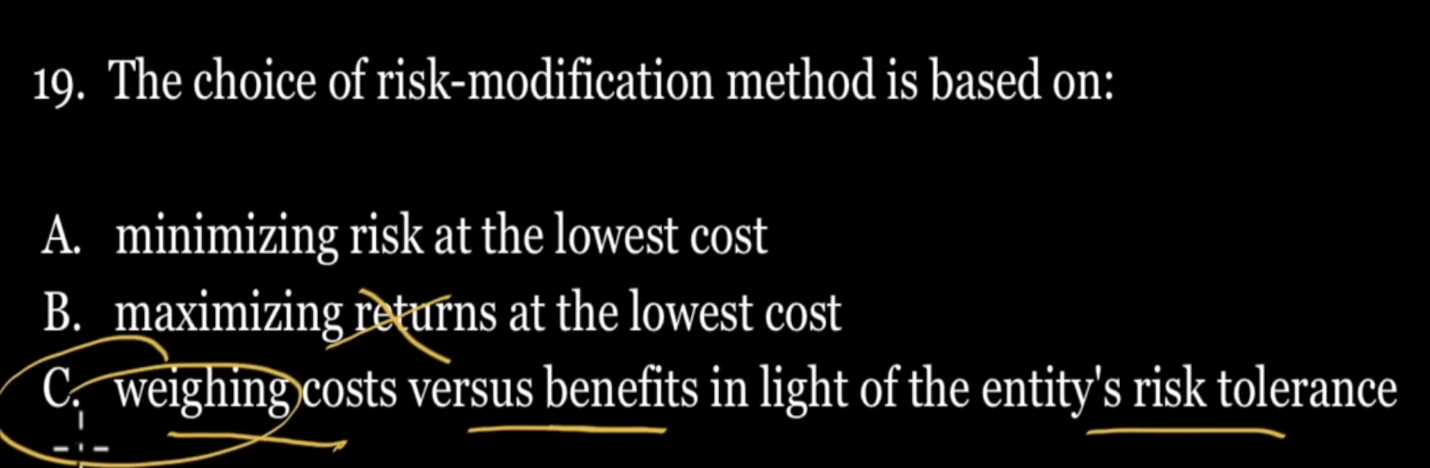 19. The choice of risk-modification method is based on:
A. minimizing risk at the lowest cost
B. maximizing returns at the lowest cost
C. weighing costs versus benefits in light of the entity's risk tolerance